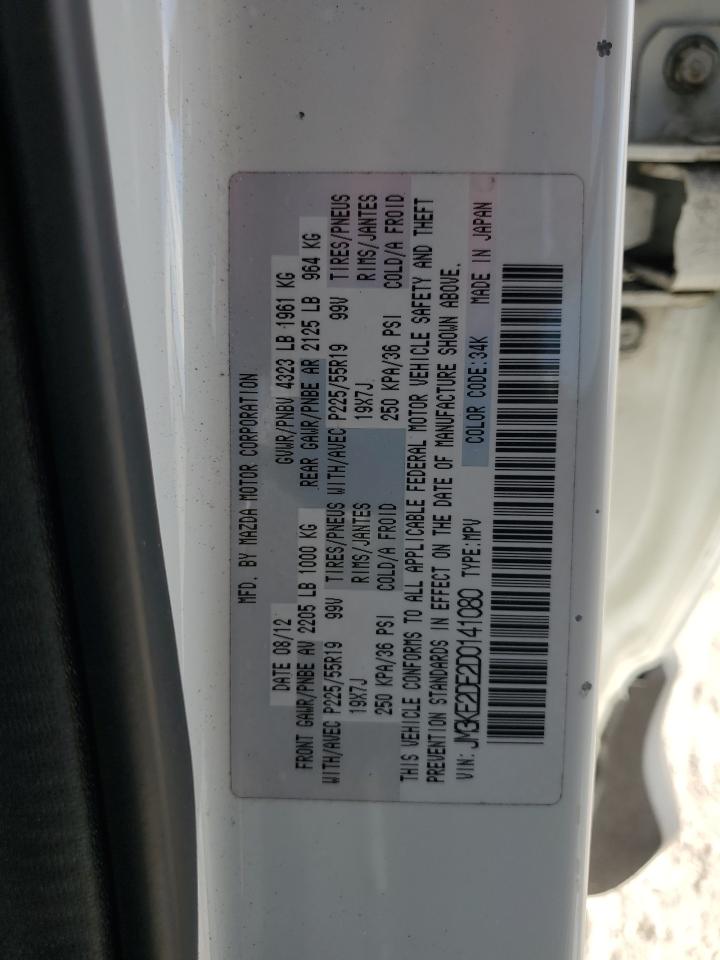 MFD. BY MAZDA MOTOR CORPORATION
DATE 08/12 GVWR/PNBV 4323 LB 1961 KG
FRONT GAWR/PNBE AV 2205 LB 1000 KG REAR GAWR/PNBE AR 2125 LB 964 KG
WITH/AVEC P225/55R19 99V TIRES/PNEUS WITH/AVEC P225/55R19 99V TIRES/PNEUS
19X7J RIMS/JANTES 19X7J RIMS/JANTES
250 KPA/36 PSI COLD/A FROID 250 KPA/36 PSI COLD/A FROID
THIS VEHICLE CONFORMS TO ALL APPLICABLE FEDERAL MOTOR VEHICLE SAFETY AND THEFT
PREVENTION STANDARDS IN EFFECT ON THE DATE OF MANUFACTURE SHOWN ABOVE.
VIN: JM3KE2DE2D0141080 TYPE:MPV COLOR CODE:34K MADE IN JAPAN